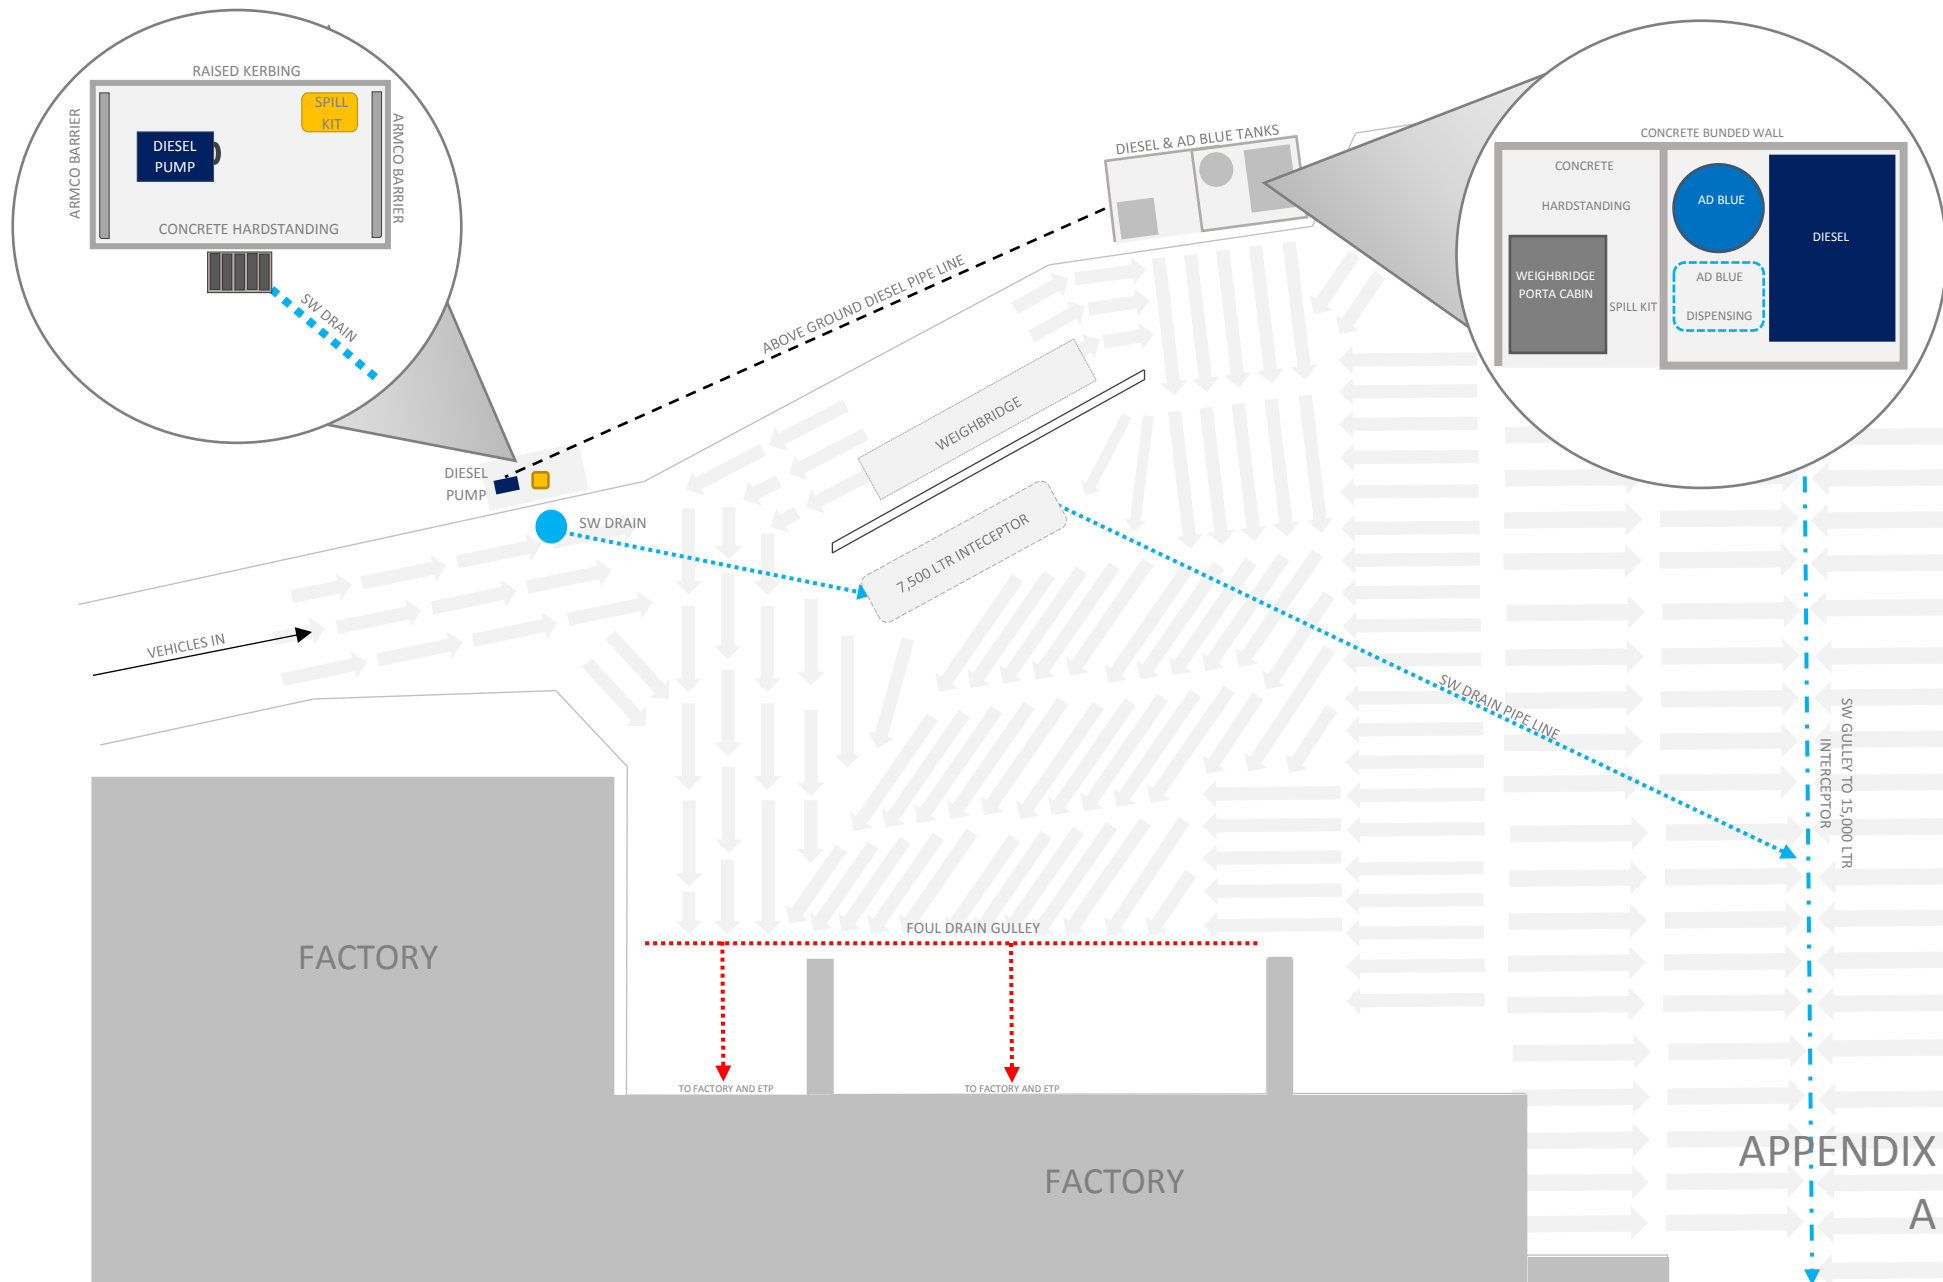 RAISED KERBING
ARMCO BARRIER
SPILL
KIT
ARMCO BARRIER
DIESEL
PUMP
CONCRETE HARDSTANDING
SW DRAIN
DIESEL & AD BLUE TANKS
CONCRETE BUNDED WALL
CONCRETE
HARDSTANDING
AD BLUE
DIESEL
WEIGHBRIDGE
PORTA CABIN
SPILL KIT
AD BLUE
DISPENSING
ABOVE GROUND DIESEL PIPE LINE
WEIGHBRIDGE
DIESEL
PUMP
SW DRAIN
7,500 LTR INTECEPTOR
VEHICLES IN
SW DRAIN PIPE LINE
SW GULLEY TO 15,000 LTR
INTERCEPTOR
FOUL DRAIN GULLEY
FACTORY
TO FACTORY AND ETP
TO FACTORY AND ETP
FACTORY
APPENDIX
A